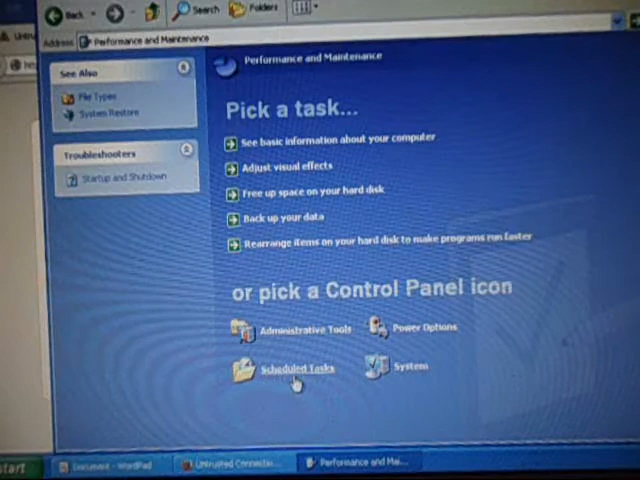 Back Search Folders
Address Performance and Maintenance
See Also
File Types
System Restore
Troubleshooters
Startup and Shutdown
Performance and Maintenance
Pick a task...
See basic information about your computer
Adjust visual effects
Free up space on your hard disk
Back up your data
Rearrange items on your hard disk to make programs run faster
or pick a Control Panel icon
Administrative Tools Power Options
Scheduled Tasks System
start Document - WordPad Untrusted Connectio... Performance and Mai...